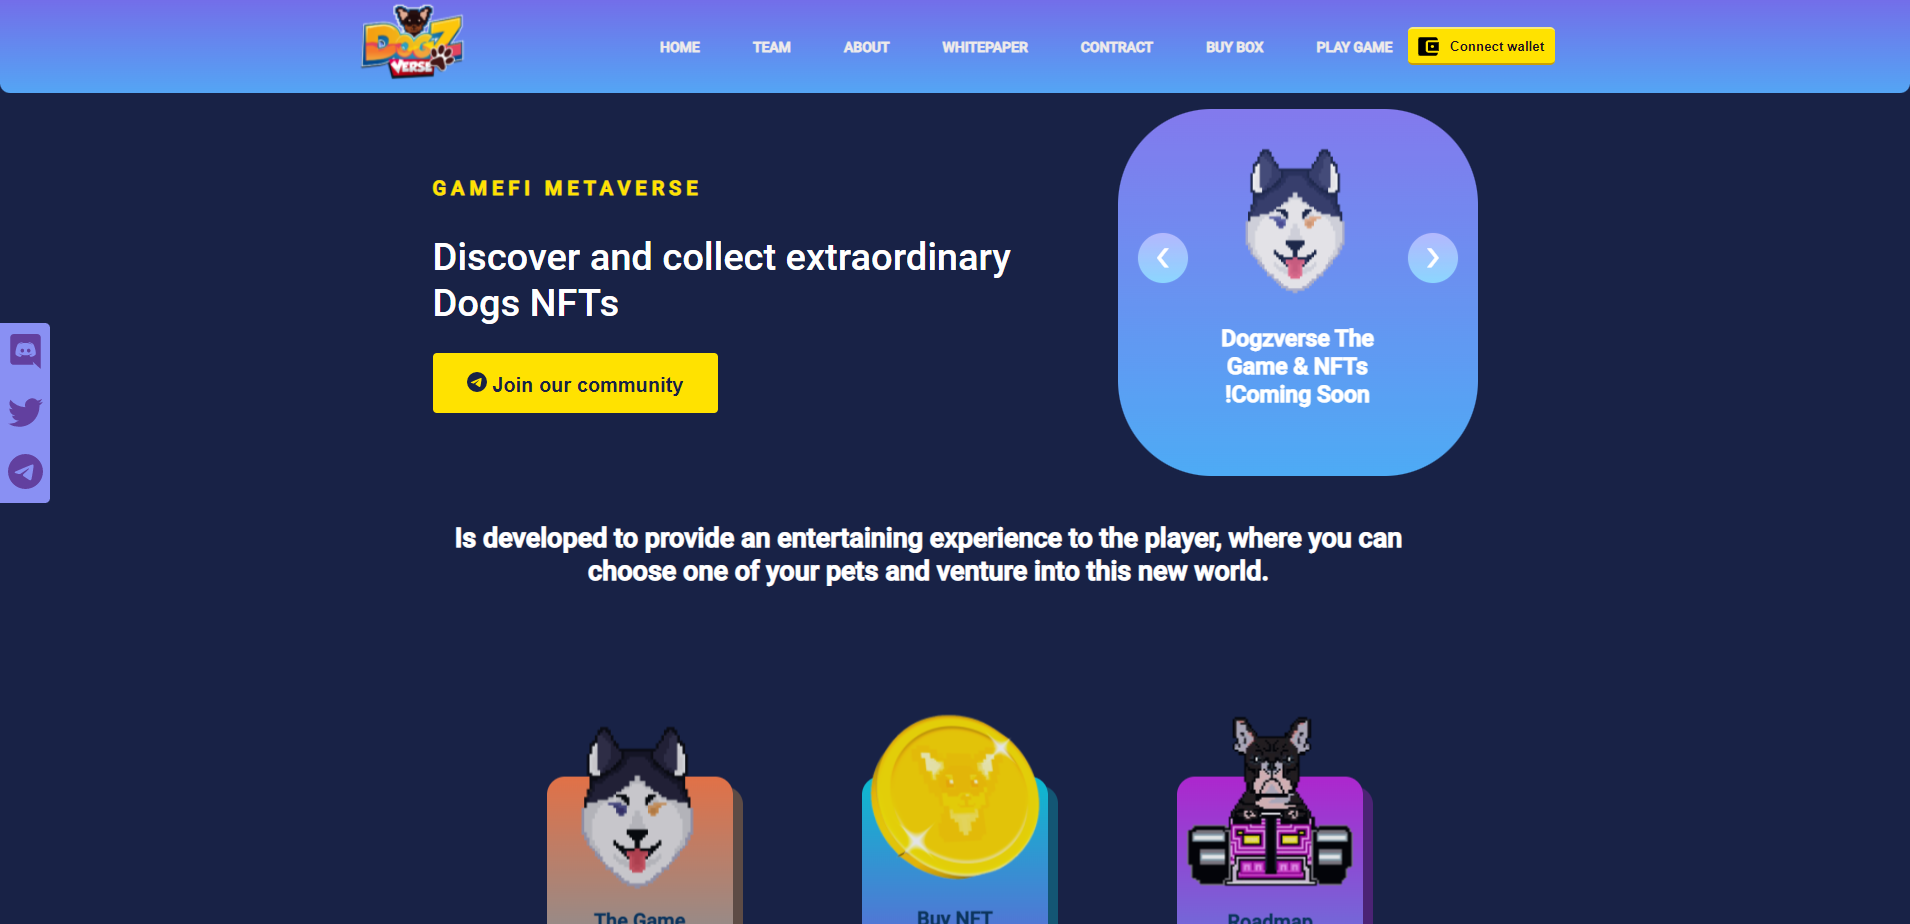 DOGZ
VERSE
HOME
TEAM
ABOUT
WHITEPAPER
CONTRACT
BUY BOX
PLAY GAME
Connect wallet
GAMEFI METAVERSE
Discover and collect extraordinary
Dogs NFTs
Join our community
Dogzverse The
Game & NFTs
!Coming Soon
Is developed to provide an entertaining experience to the player, where you can
choose one of your pets and venture into this new world.
The Game
Buy NFT
Roadmap